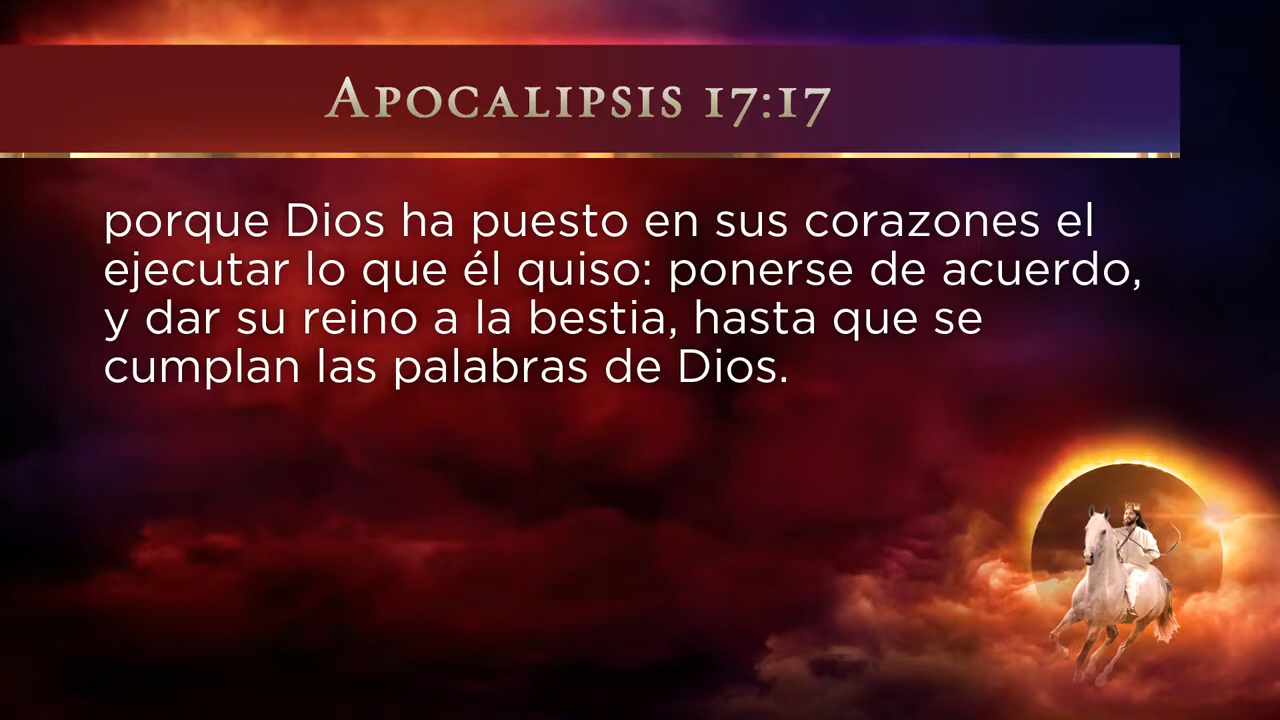 Apocalipsis 17:17
porque Dios ha puesto en sus corazones el
ejecutar lo que él quiso: ponerse de acuerdo,
y dar su reino a la bestia, hasta que se
cumplan las palabras de Dios.